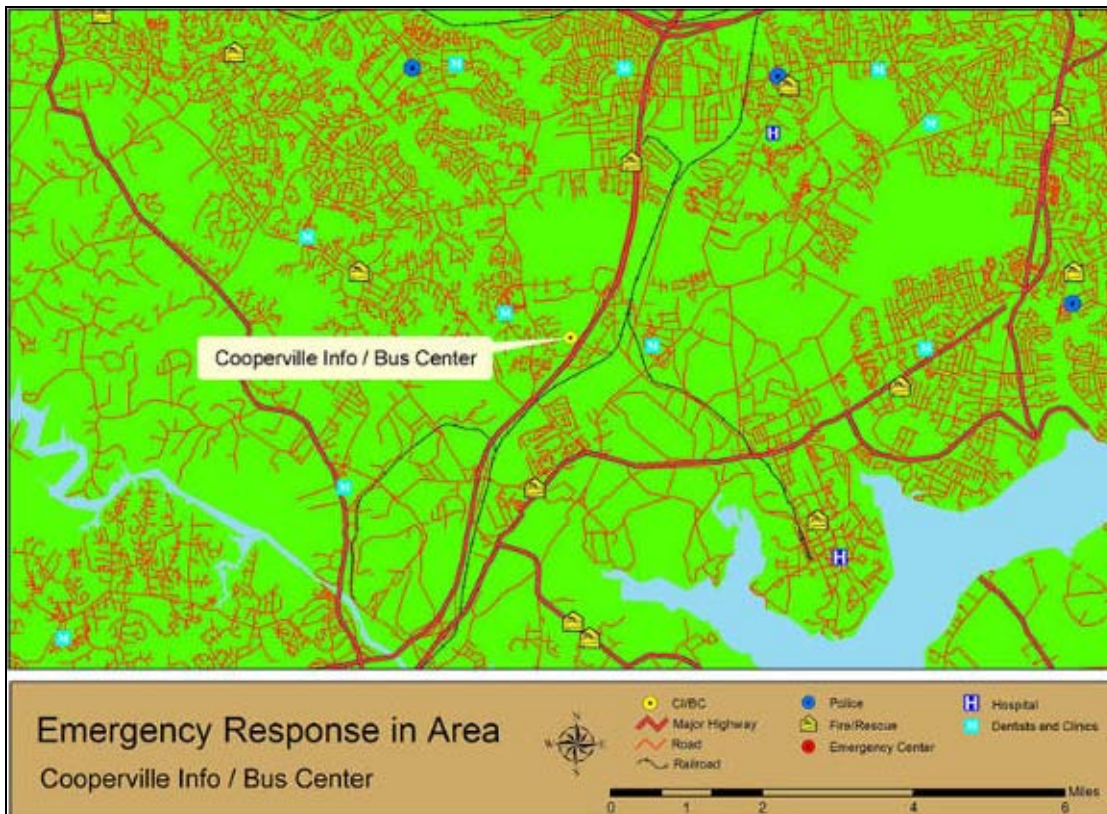 H
Cooperville Info / Bus Center
H
Emergency Response in Area
Cooperville Info / Bus Center
N
W E
S
CI/BC
Major Highway
Road
Railroad
Police
Fire/Rescue
Emergency Center
H Hospital
M Dentists and Clinics
Miles
0 1 2 4 6